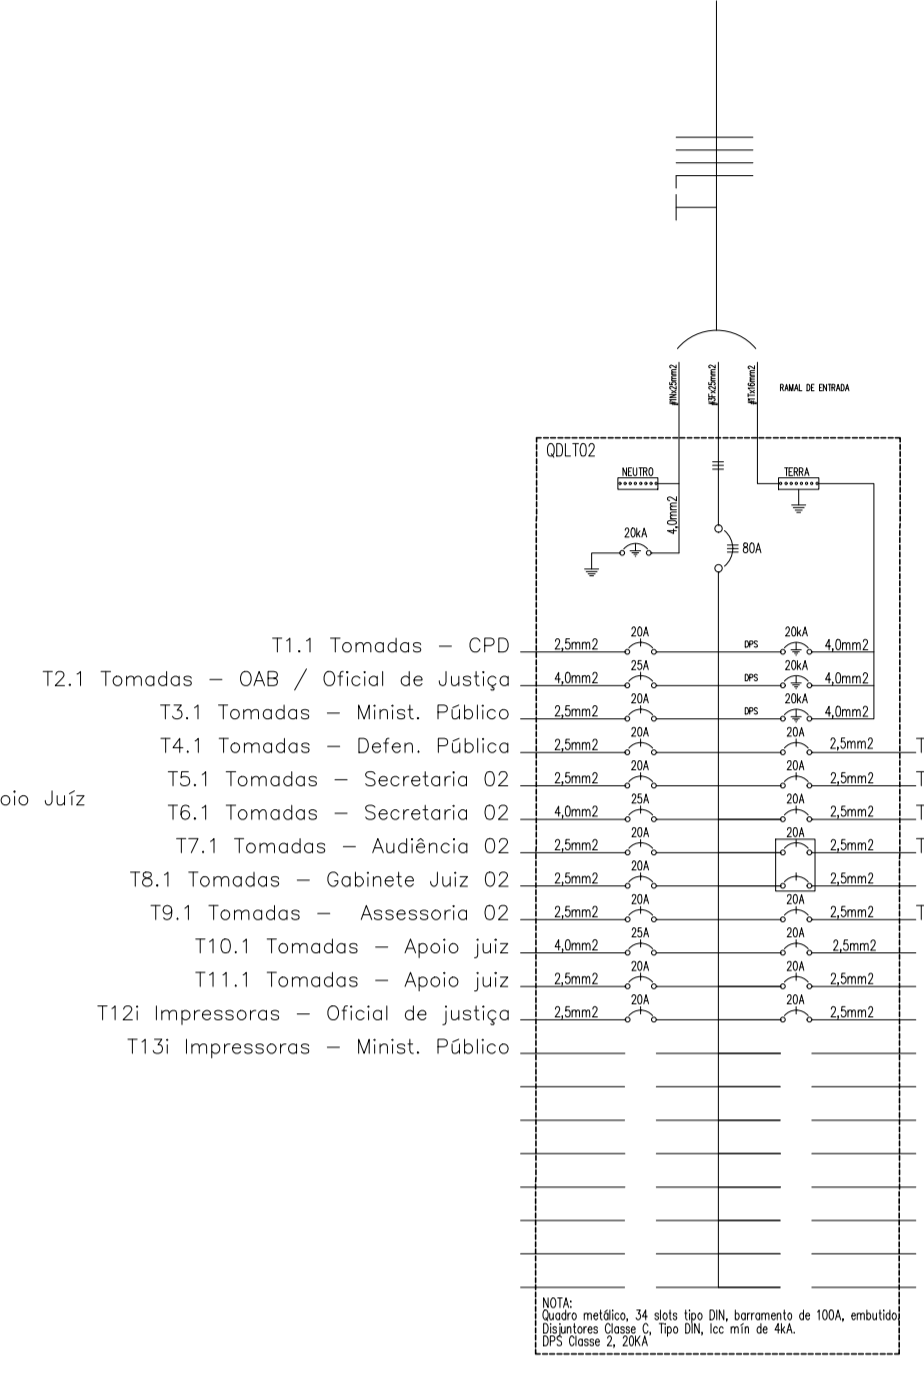 #1Nx25mm2 #3Fx25mm2 #1Tx16mm2 RAMAL DE ENTRADA
QDLT02
NEUTRO TERRA
4,0mm2
20kA 80A
T1.1 Tomadas – CPD 2,5mm2 20A DPS 20kA 4,0mm2
T2.1 Tomadas – OAB / Oficial de Justiça 4,0mm2 25A DPS 20kA 4,0mm2
T3.1 Tomadas – Minist. Público 2,5mm2 20A DPS 20kA 4,0mm2
T4.1 Tomadas – Defen. Pública 2,5mm2 20A 20A 2,5mm2 T
T5.1 Tomadas – Secretaria 02 2,5mm2 20A 20A 2,5mm2 T
oio Juíz T6.1 Tomadas – Secretaria 02 4,0mm2 25A 20A 2,5mm2 T
T7.1 Tomadas – Audiência 02 2,5mm2 20A 20A 2,5mm2 T
T8.1 Tomadas – Gabinete Juiz 02 2,5mm2 20A 2,5mm2
T9.1 Tomadas – Assessoria 02 2,5mm2 20A 20A 2,5mm2 T
T10.1 Tomadas – Apoio juiz 4,0mm2 25A 20A 2,5mm2
T11.1 Tomadas – Apoio juiz 2,5mm2 20A 20A 2,5mm2
T12i Impressoras – Oficial de justiça 2,5mm2 20A 20A 2,5mm2
T13i Impressoras – Minist. Público
NOTA:
Quadro metálico, 34 slots tipo DIN, barramento de 100A, embutido
Disjuntores Classe C, Tipo DIN, Icc mín de 4kA.
DPS Classe 2, 20KA